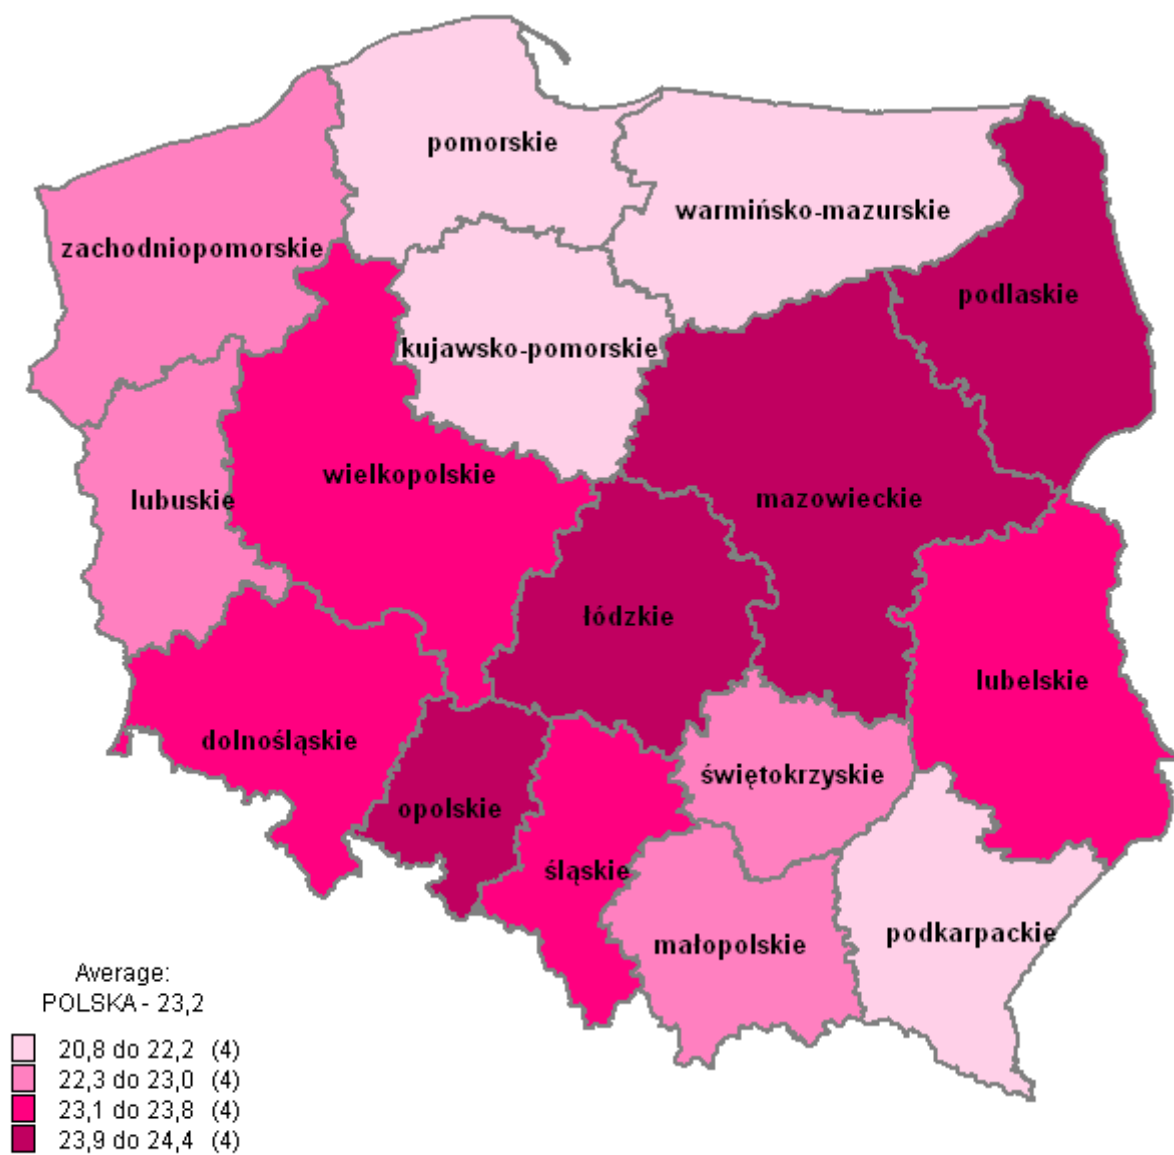 pomorskie
warmińsko-mazurskie
zachodniopomorskie
podlaskie
kujawsko-pomorskie
wielkopolskie
lubuskie
mazowieckie
łódzkie
lubelskie
dolnośląskie
świętokrzyskie
opolskie
śląskie
małopolskie
podkarpackie
Average:
POLSKA - 23,2
20,8 do 22,2 (4)
22,3 do 23,0 (4)
23,1 do 23,8 (4)
23,9 do 24,4 (4)